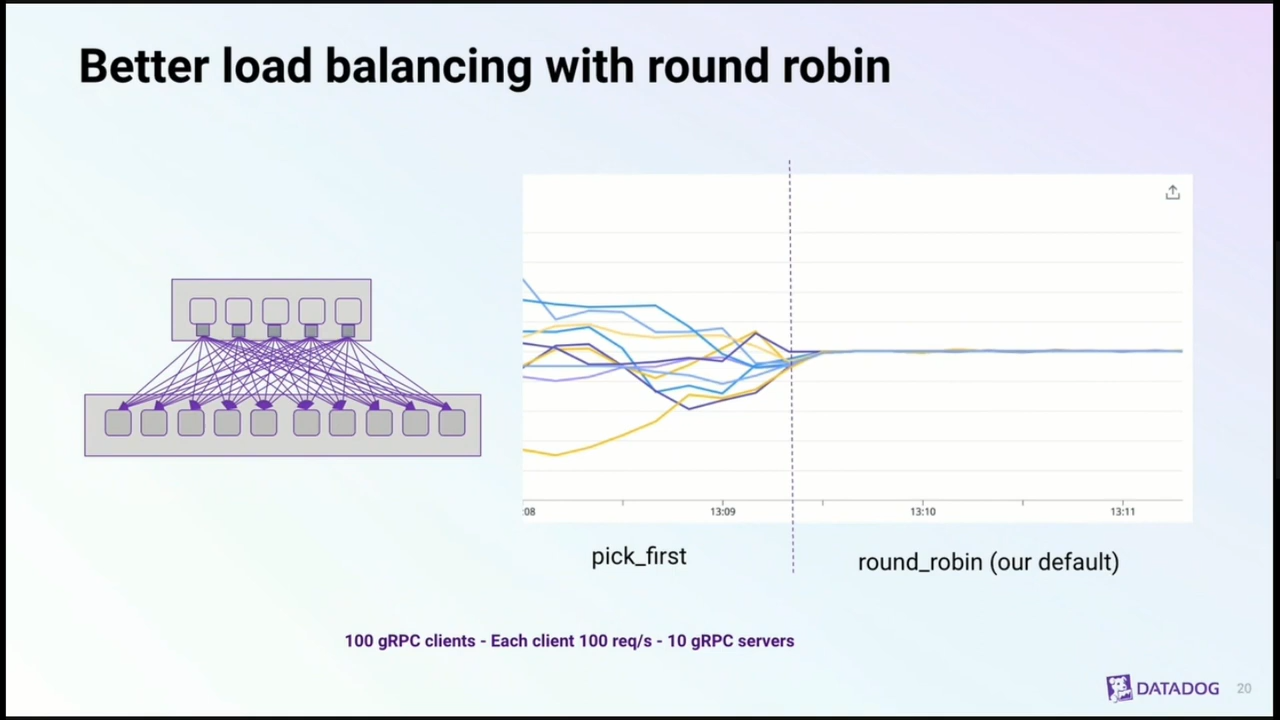 Better load balancing with round robin
:08
13:09
13:10
13:11
pick_first
round_robin (our default)
100 gRPC clients - Each client 100 req/s - 10 gRPC servers
DATADOG
20